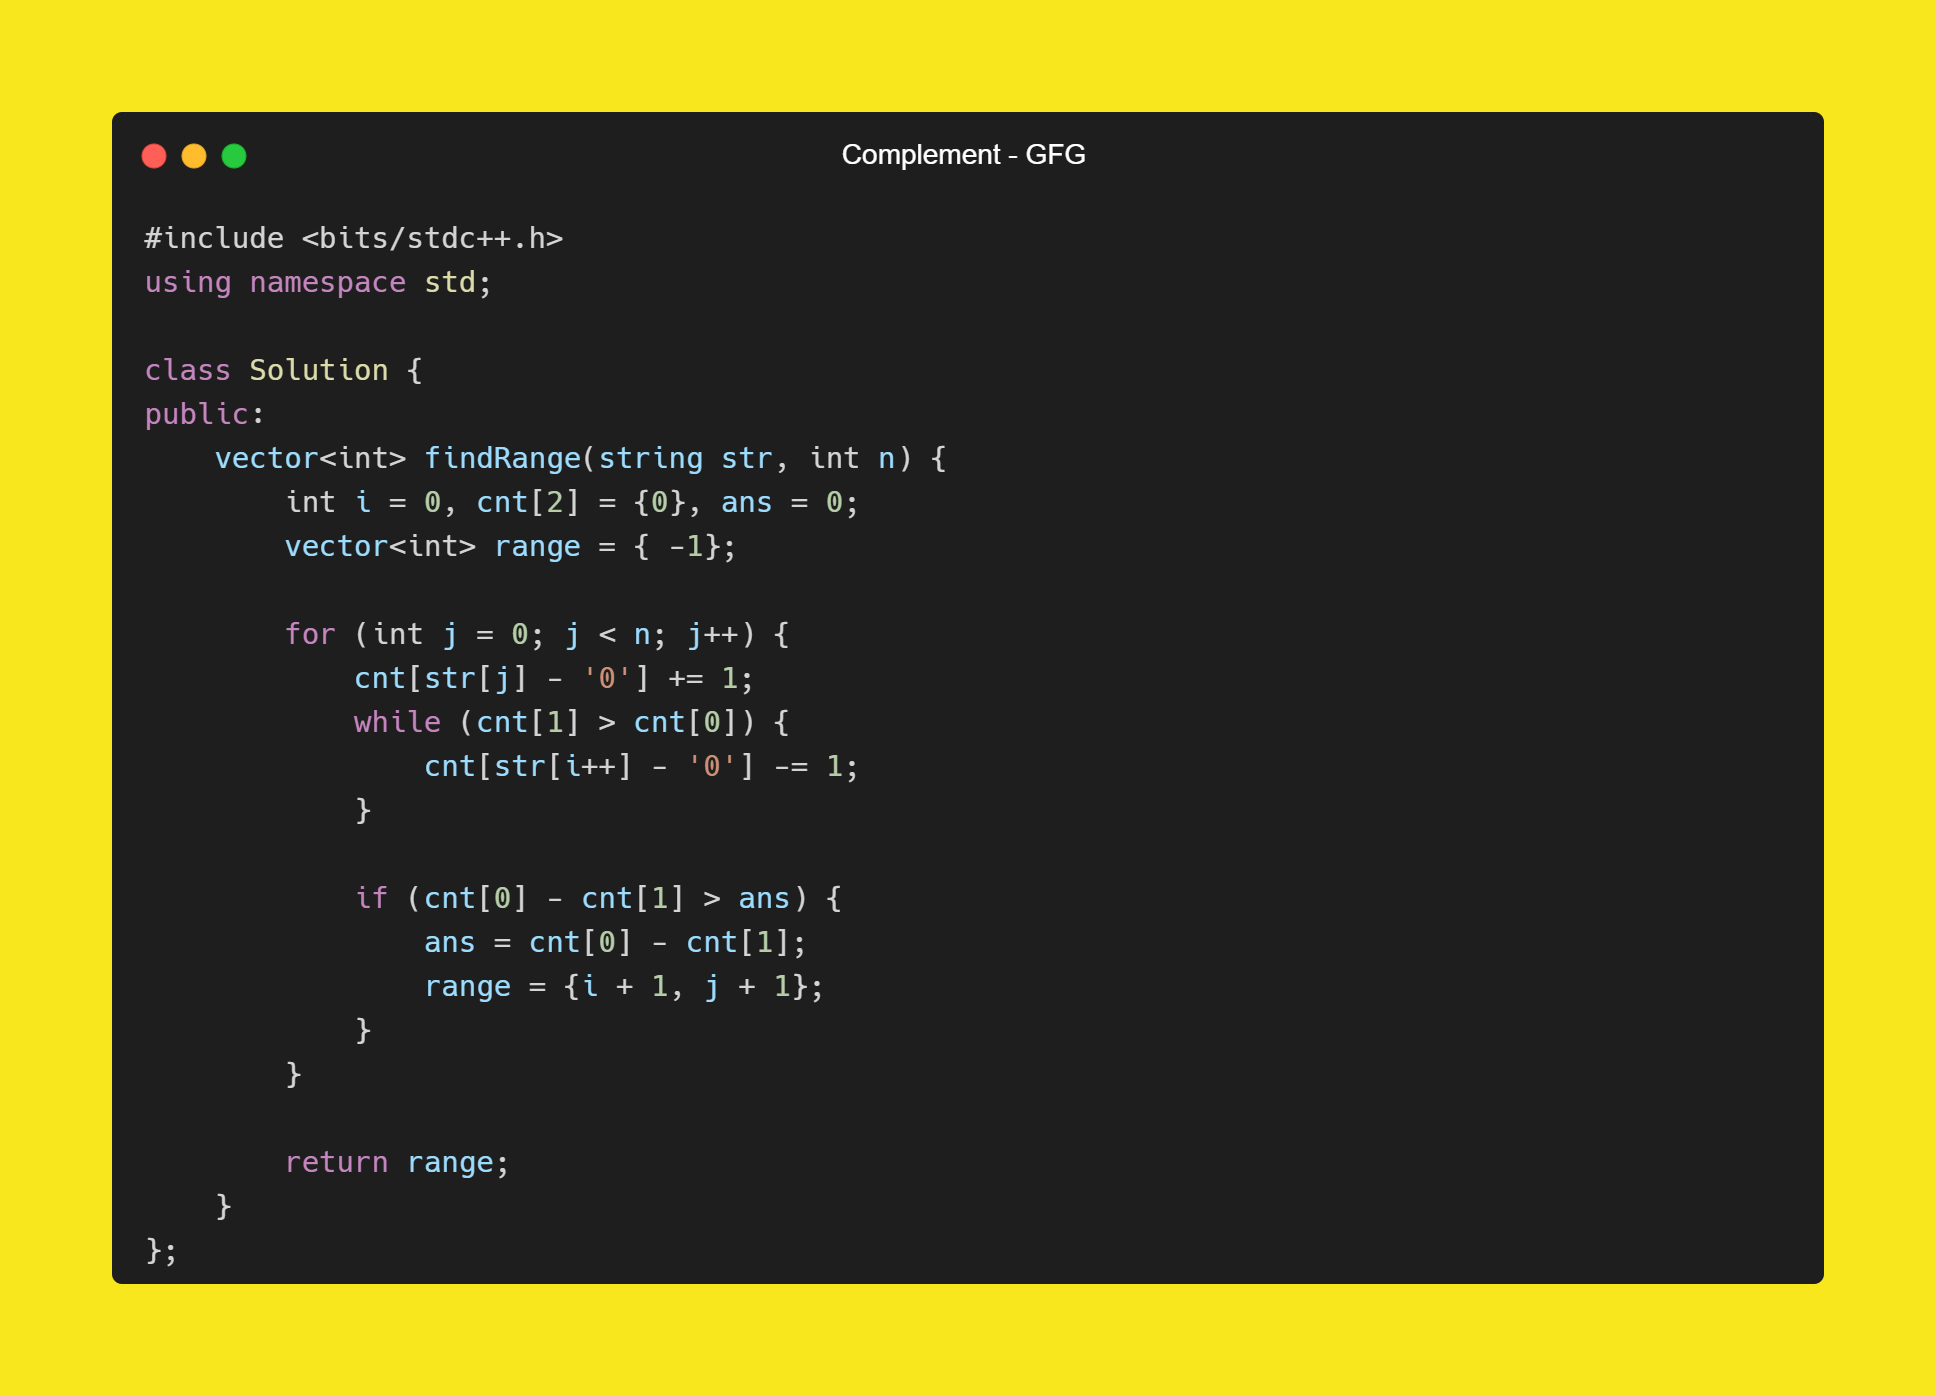 Complement - GFG
#include <bits/stdc++.h>
using namespace std;
class Solution {
public:
    vector<int> findRange(string str, int n) {
        int i = 0, cnt[2] = {0}, ans = 0;
        vector<int> range = { -1};
        for (int j = 0; j < n; j++) {
            cnt[str[j] - '0'] += 1;
            while (cnt[1] > cnt[0]) {
                cnt[str[i++] - '0'] -= 1;
            }
            if (cnt[0] - cnt[1] > ans) {
                ans = cnt[0] - cnt[1];
                range = {i + 1, j + 1};
            }
        }
        return range;
    }
};